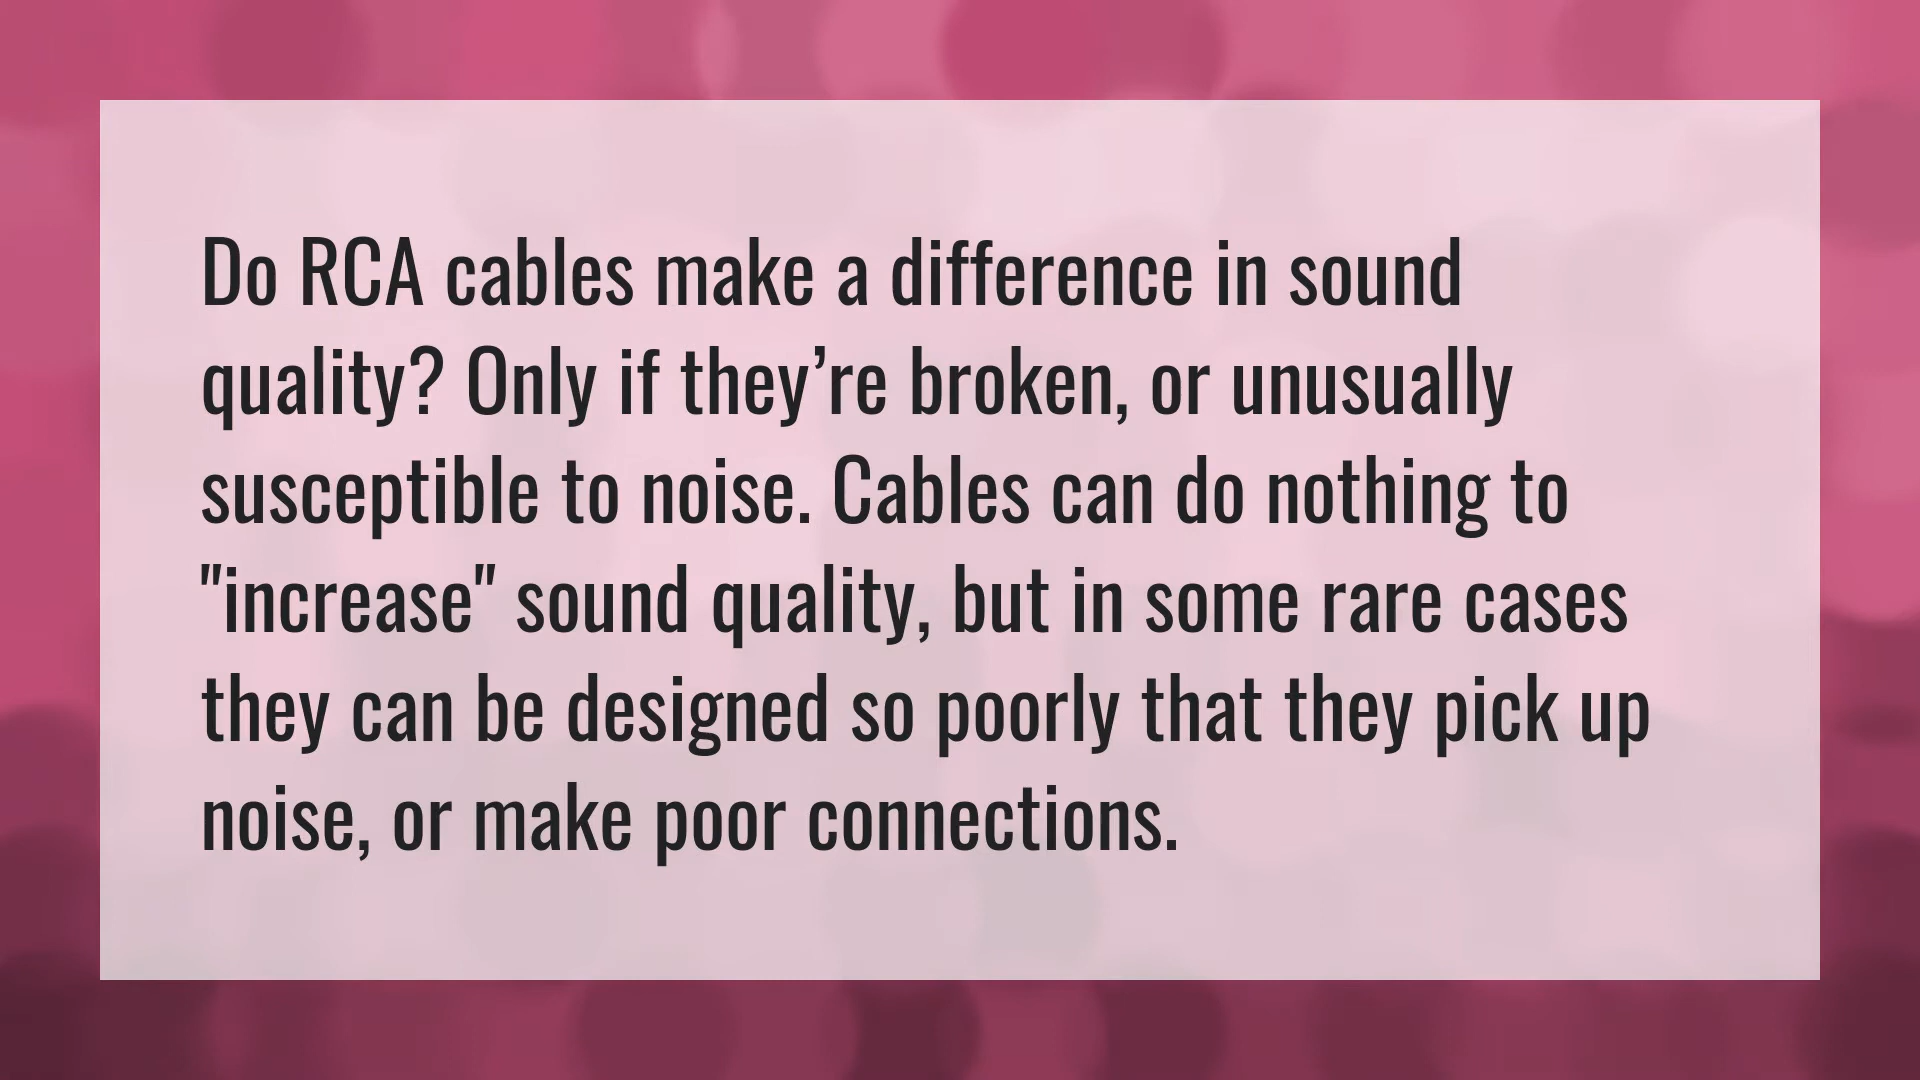 Do RCA cables make a difference in sound
quality? Only if they’re broken, or unusually
susceptible to noise. Cables can do nothing to
"increase" sound quality, but in some rare cases
they can be designed so poorly that they pick up
noise, or make poor connections.